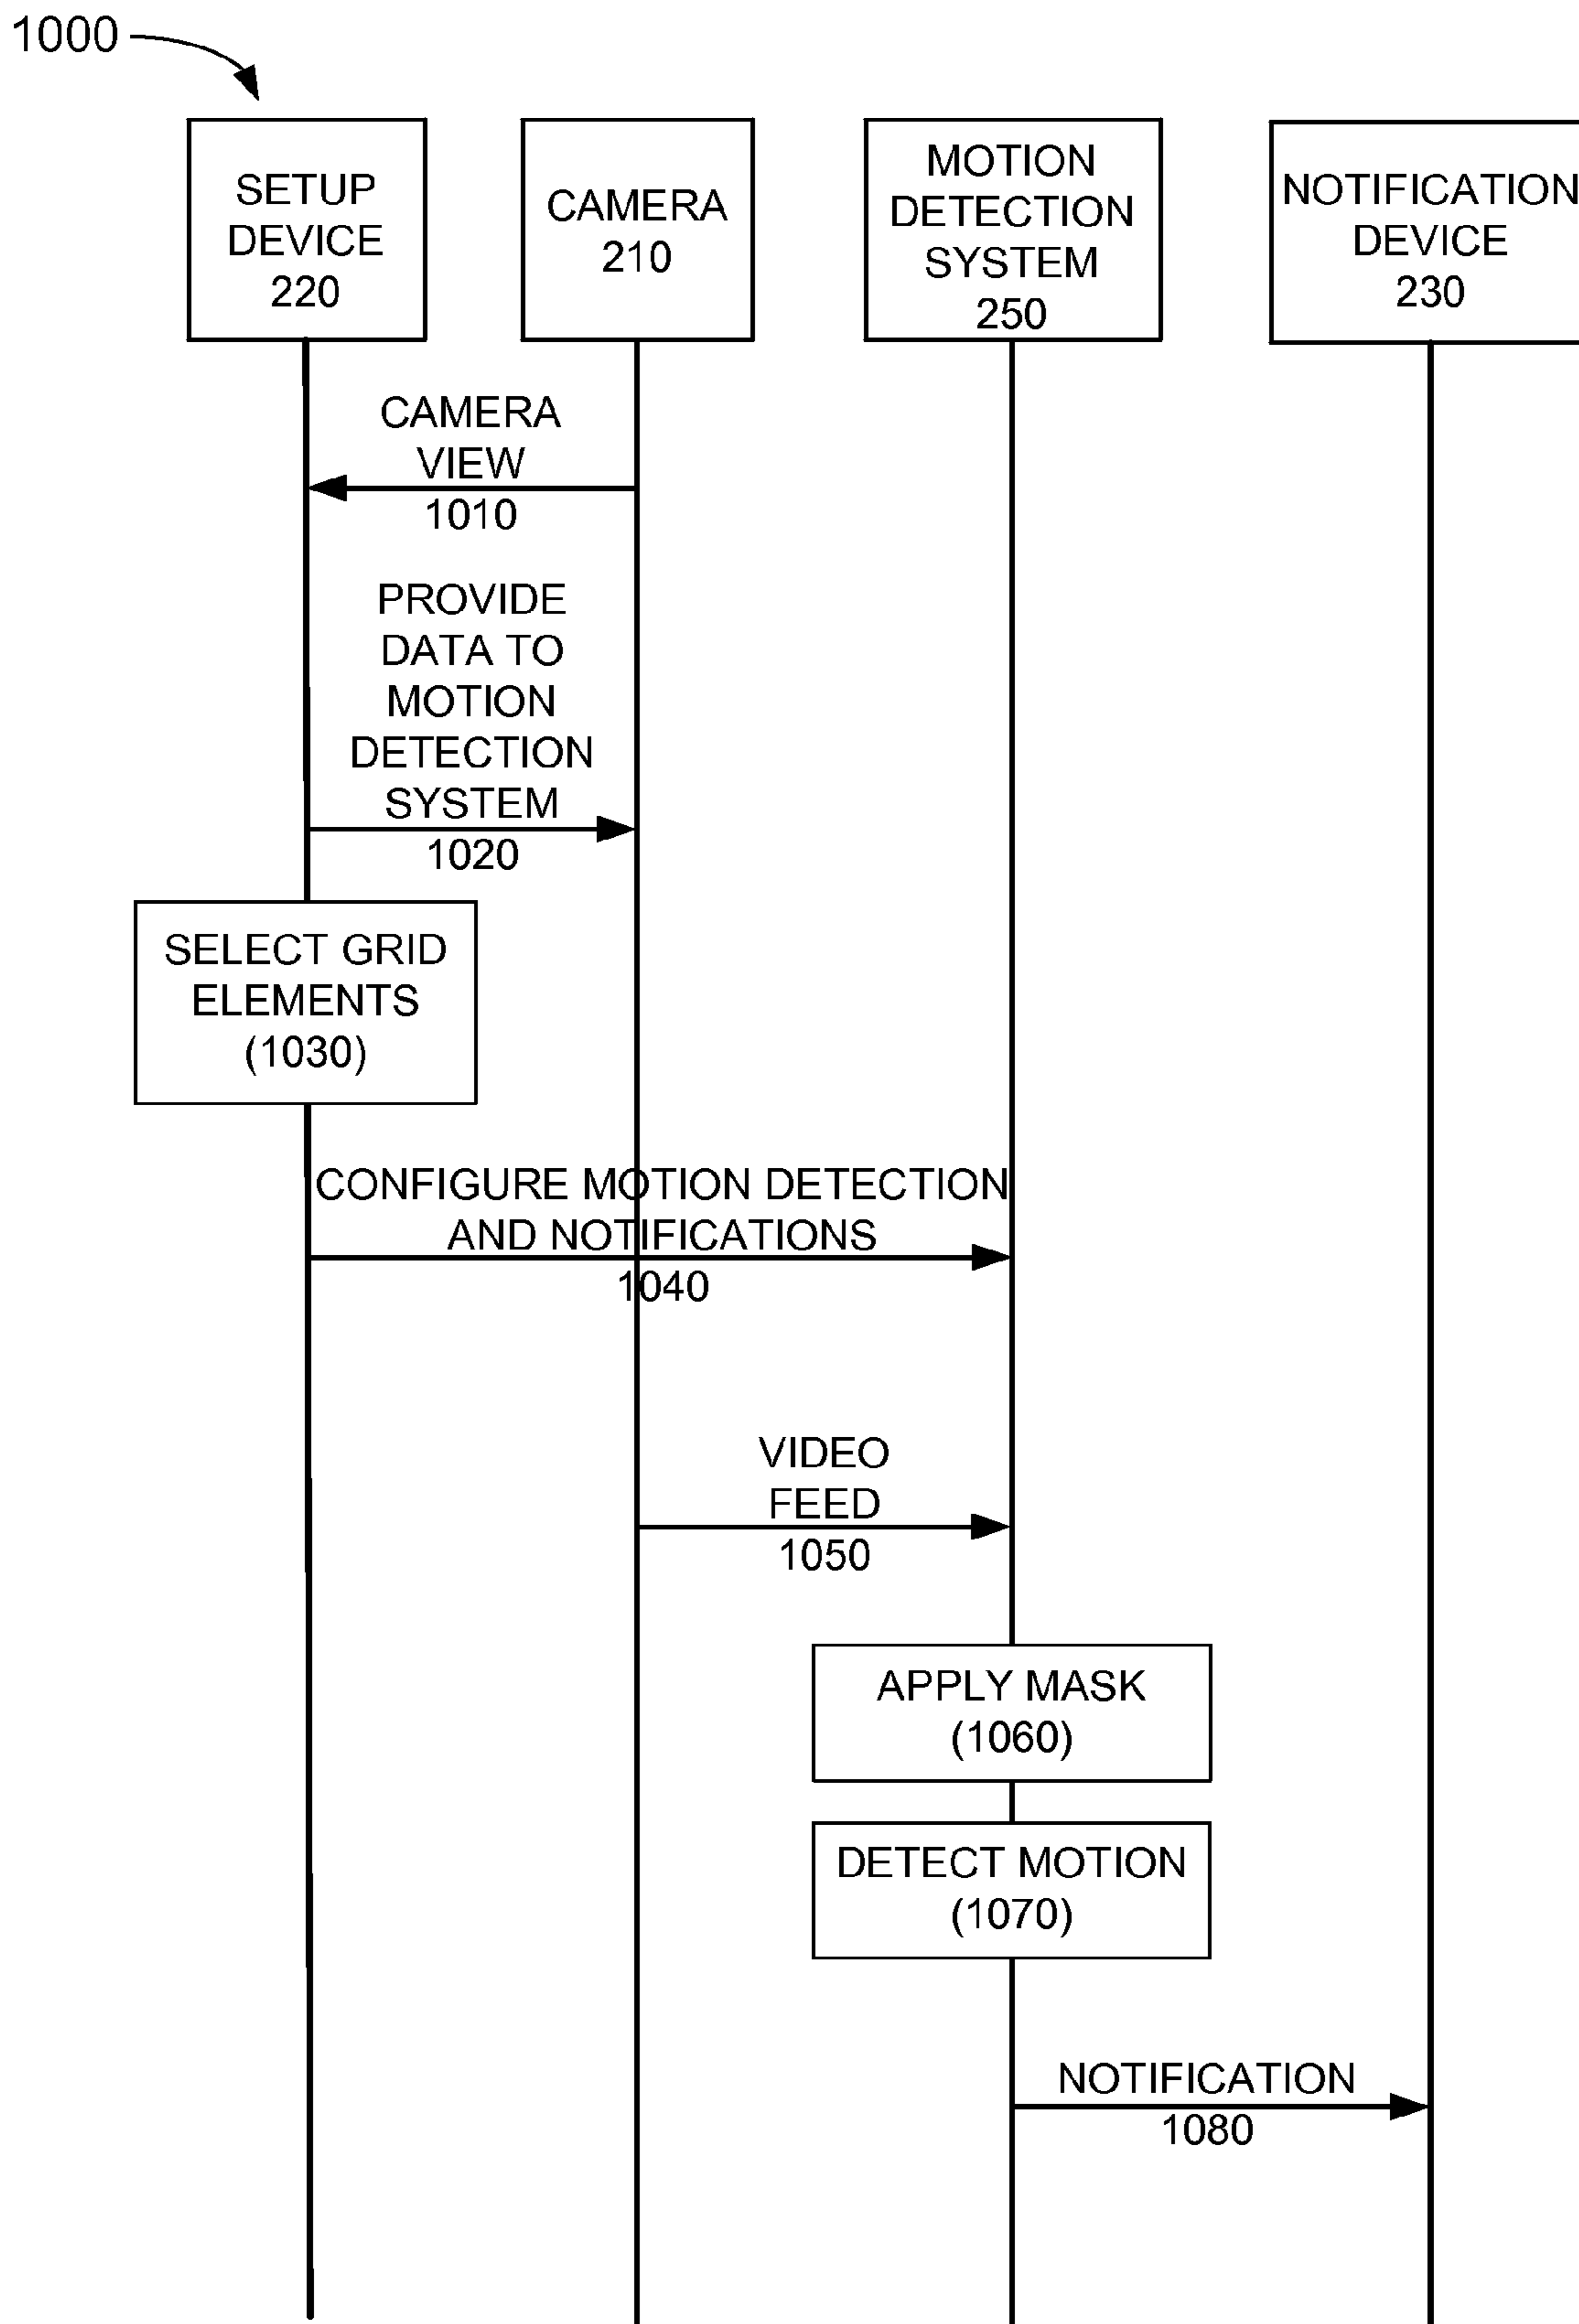 1000
SETUP
DEVICE
220
CAMERA
210
MOTION
DETECTION
SYSTEM
250
NOTIFICATION
DEVICE
230
CAMERA
VIEW
1010
PROVIDE
DATA TO
MOTION
DETECTION
SYSTEM
1020
SELECT GRID
ELEMENTS
(1030)
CONFIGURE MOTION DETECTION
AND NOTIFICATIONS
1040
VIDEO
FEED
1050
APPLY MASK
(1060)
DETECT MOTION
(1070)
NOTIFICATION
1080